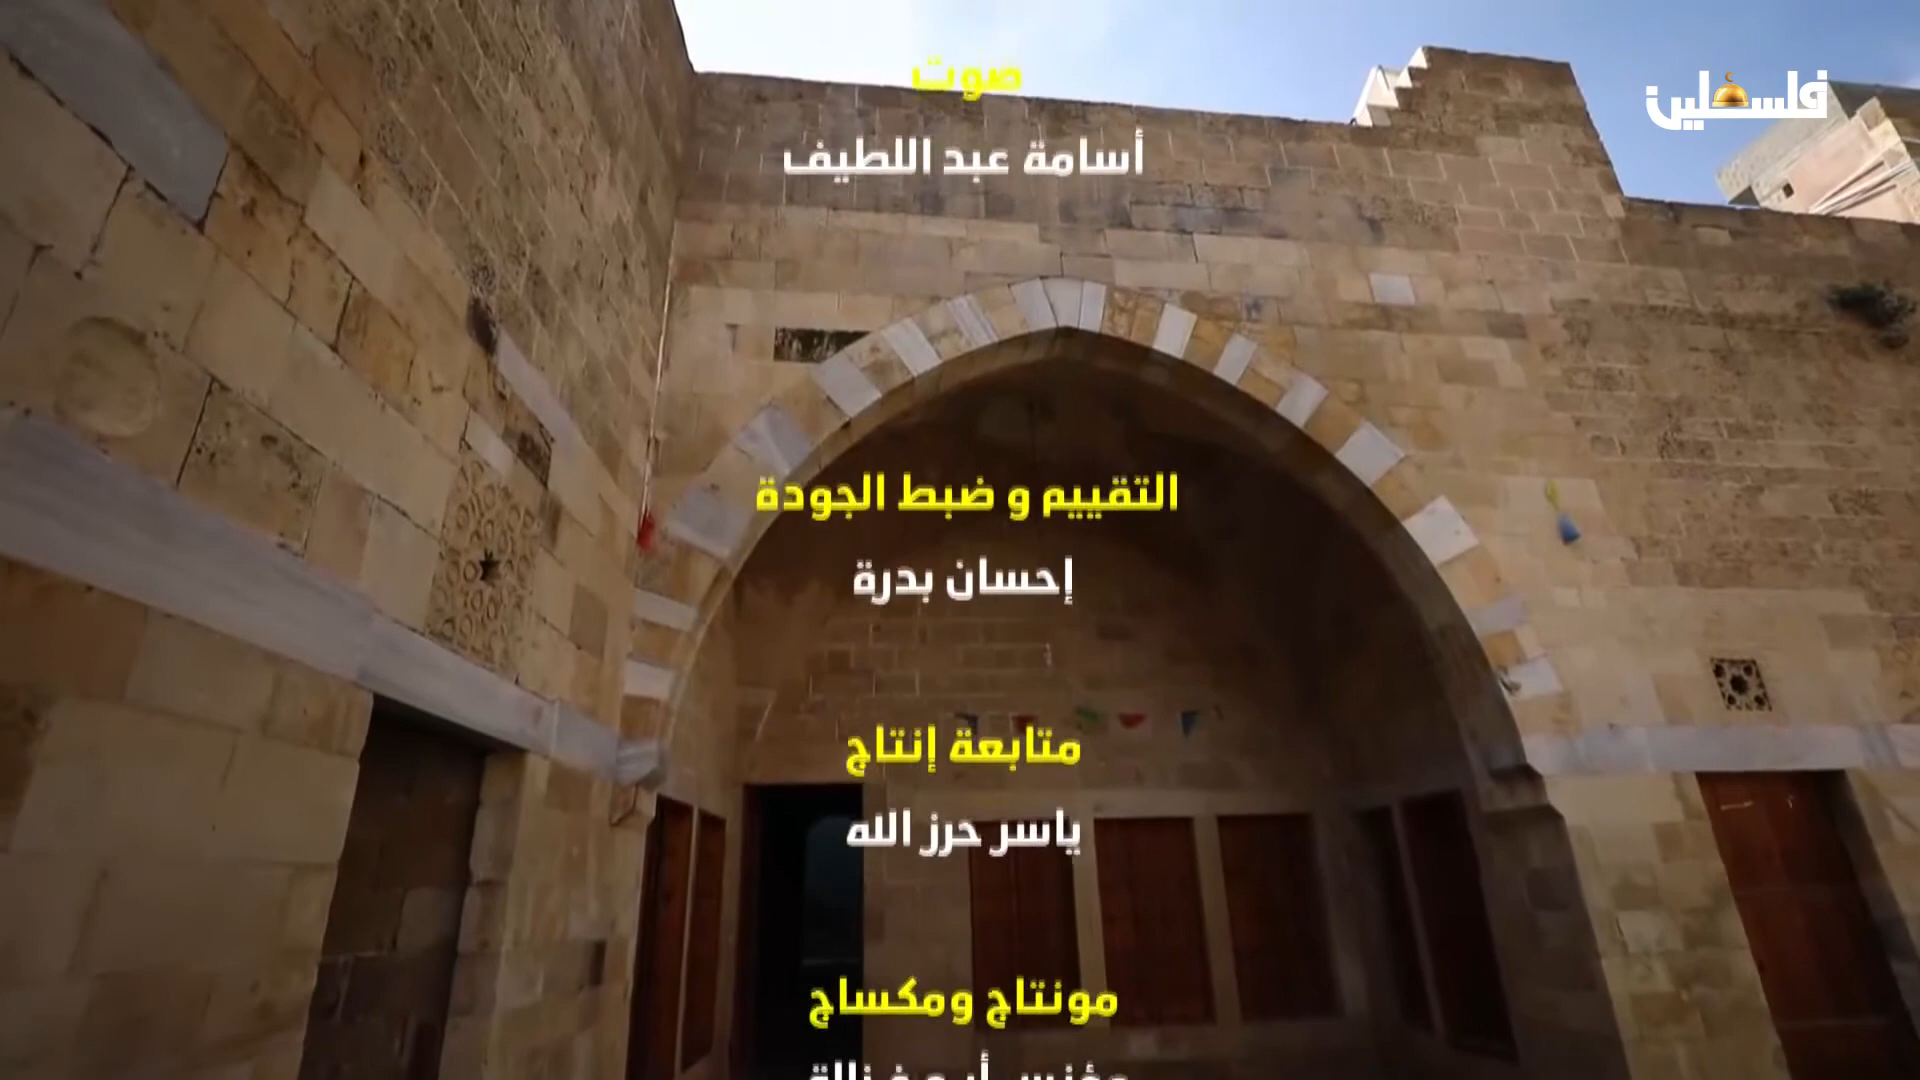 صوت
فلسطين
أسامة عبد اللطيف
التقييم و ضبط الجودة
إحسان بدرة
متابعة إنتاج
ياسر حرز الله
مونتاج ومكساج